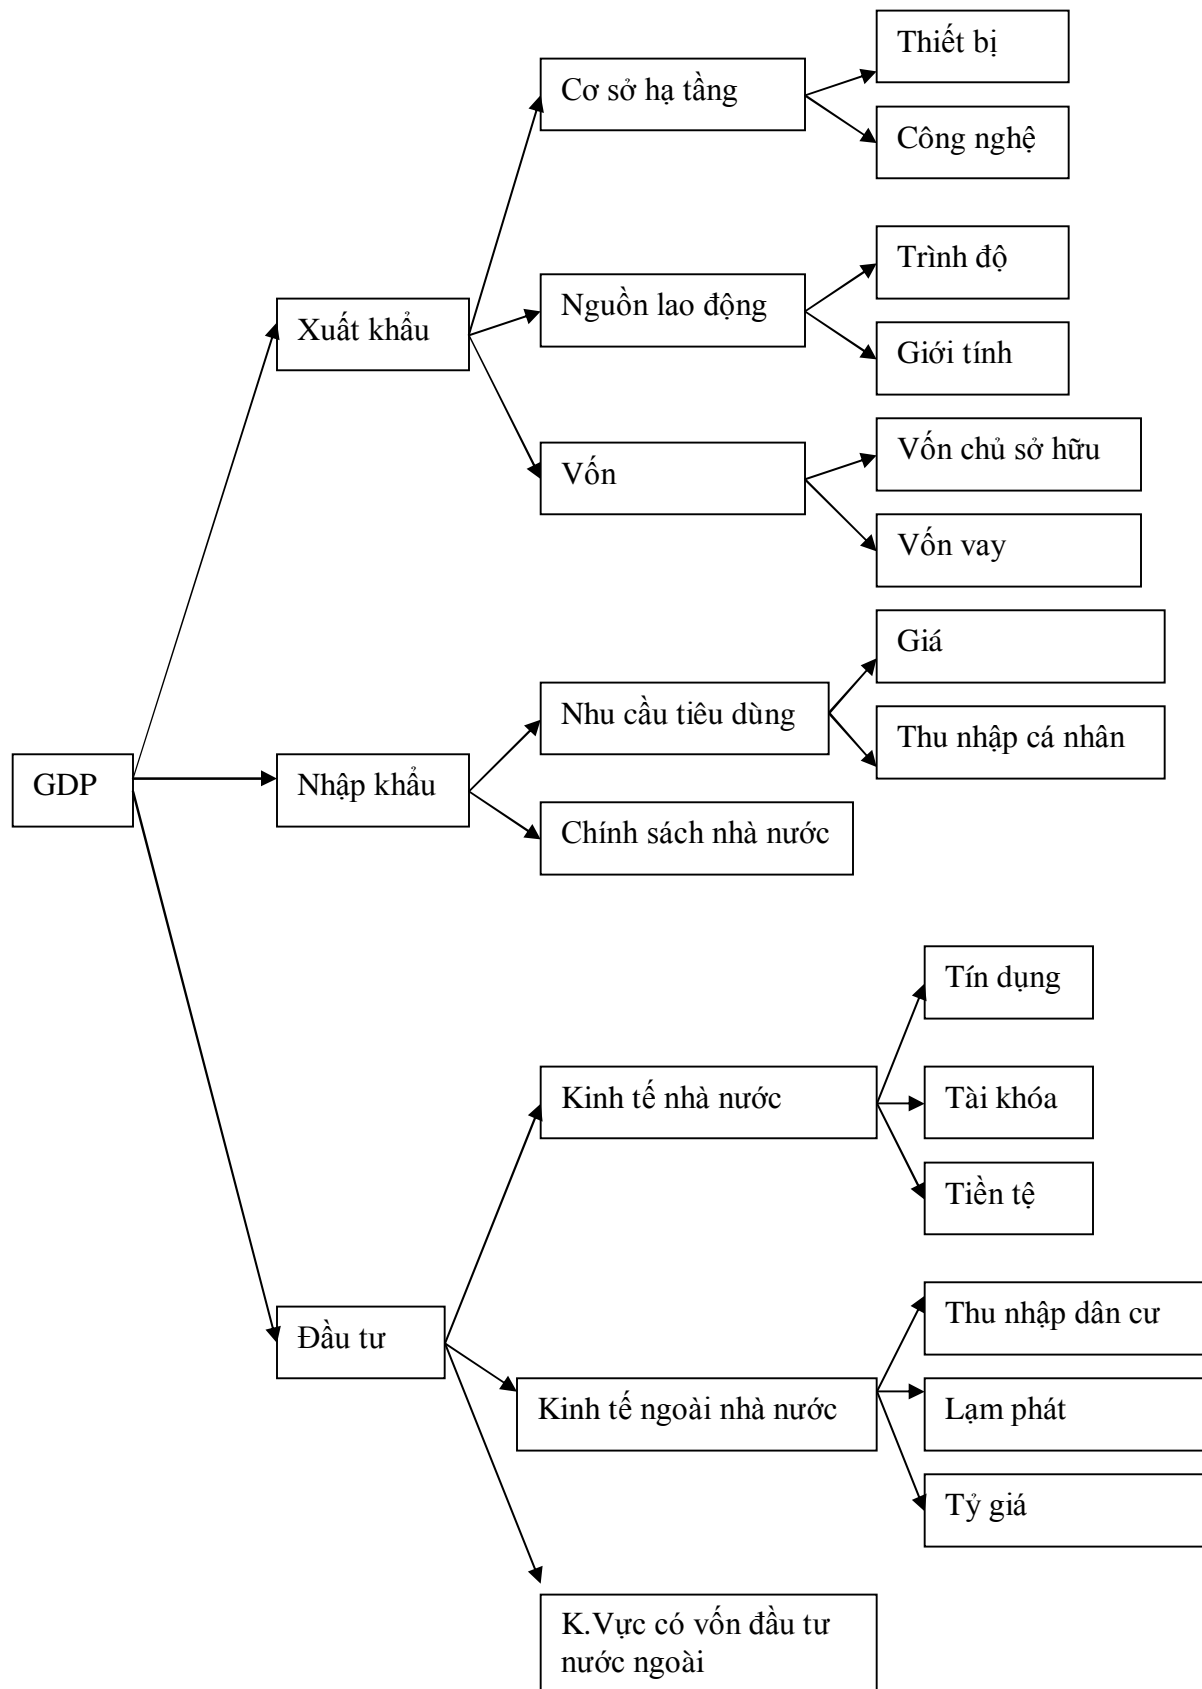 Thiết bị
Cơ sở hạ tầng
Công nghệ
Trình độ
Nguồn lao động
Xuất khẩu
Giới tính
Vốn chủ sở hữu
Vốn
Vốn vay
Giá
Nhu cầu tiêu dùng
Thu nhập cá nhân
GDP
Nhập khẩu
Chính sách nhà nước
Tín dụng
Kinh tế nhà nước
Tài khóa
Tiền tệ
Thu nhập dân cư
Đầu tư
Kinh tế ngoài nhà nước
Lạm phát
Tỷ giá
K.Vực có vốn đầu tư
nước ngoài